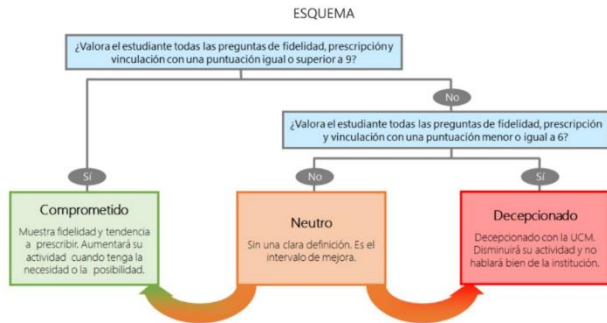 ESQUEMA
¿Valora el estudiante todas las preguntas de fidelidad, prescripción y
vinculación con una puntuación igual o superior a 9?
No
¿Valora el estudiante todas las preguntas de fidelidad, prescripción
y vinculación con una puntuación menor o igual a 6?
Sí
No
Sí
Comprometido
Muestra fidelidad y tendencia
a prescribir. Aumentará su
actividad cuando tenga la
necesidad o la posibilidad.
Neutro
Sin una clara definición. Es el
intervalo de mejora.
Decepcionado
Decepcionado con la UCM.
Disminuirá su actividad y no
hablará bien de la institución.